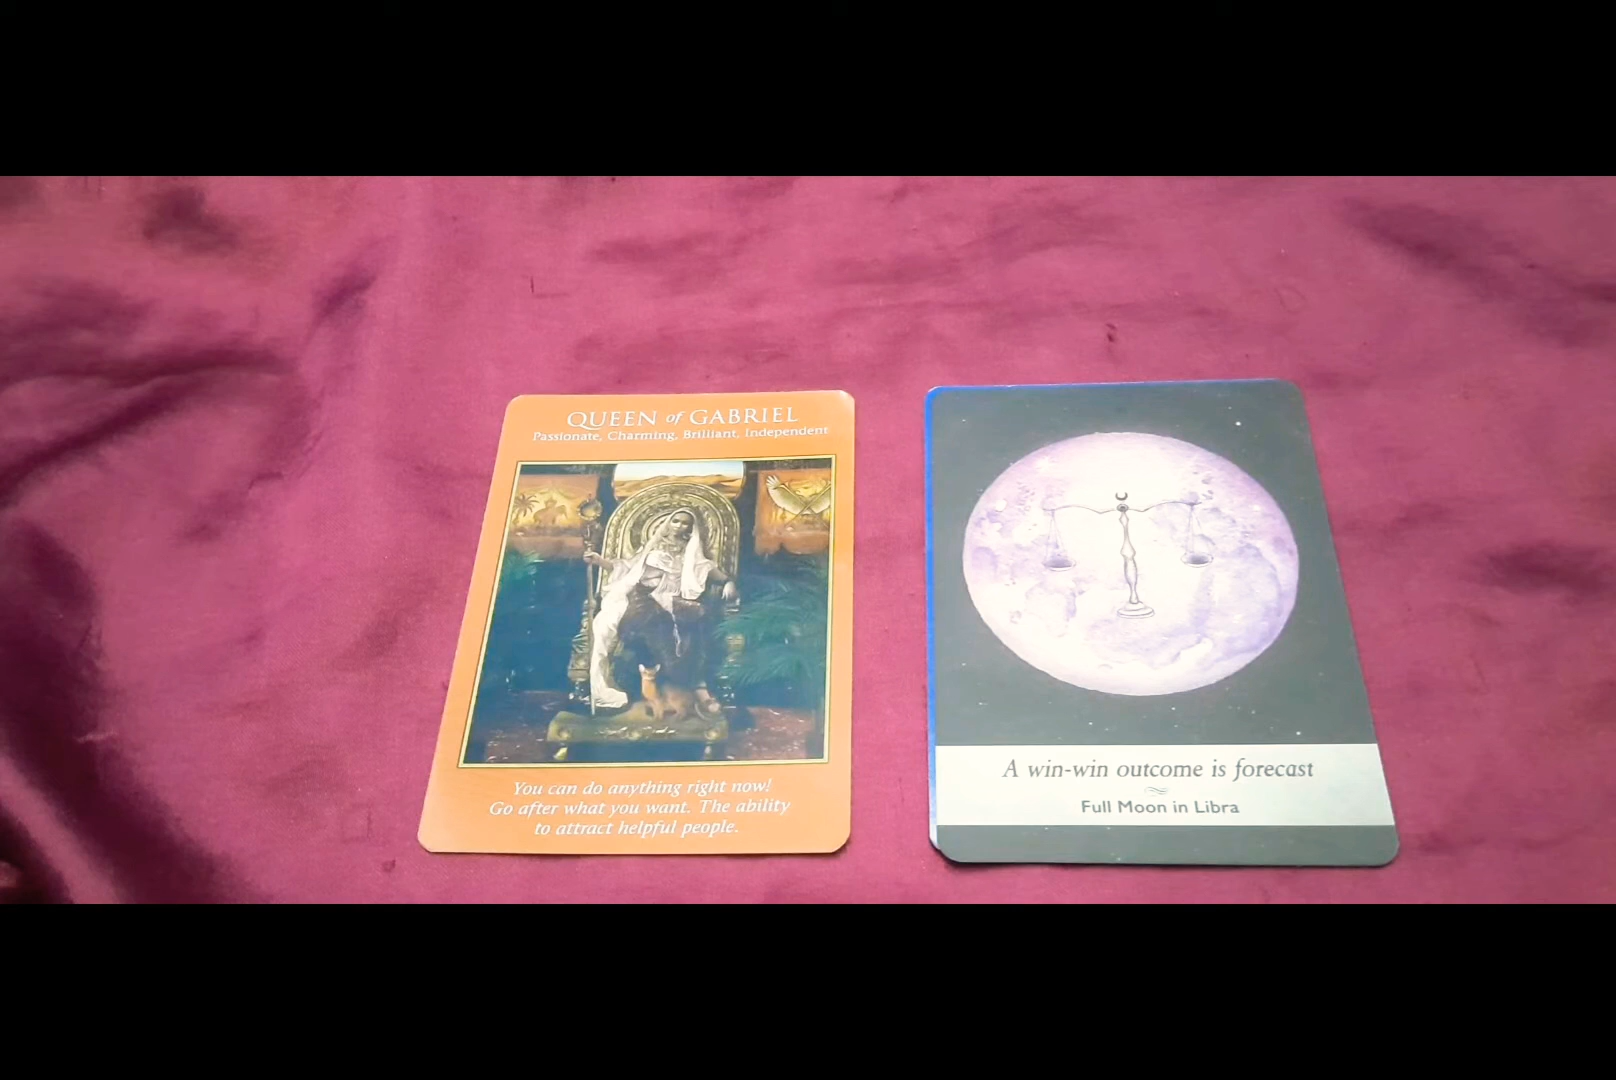 QUEEN of GABRIEL
Passionate, Charming, Brilliant, Independent
You can do anything right now!
Go after what you want. The ability
to attract helpful people.
A win-win outcome is forecast
Full Moon in Libra